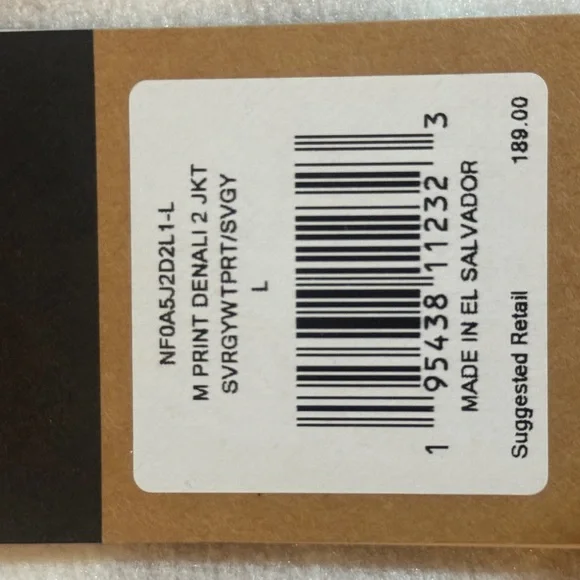 NF0A5J2D2L1-L
M PRINT DENALI 2 JKT
SVRGYWTPRT/SVGY
L
1 95438 11232 3
MADE IN EL SALVADOR
Suggested Retail 189.00